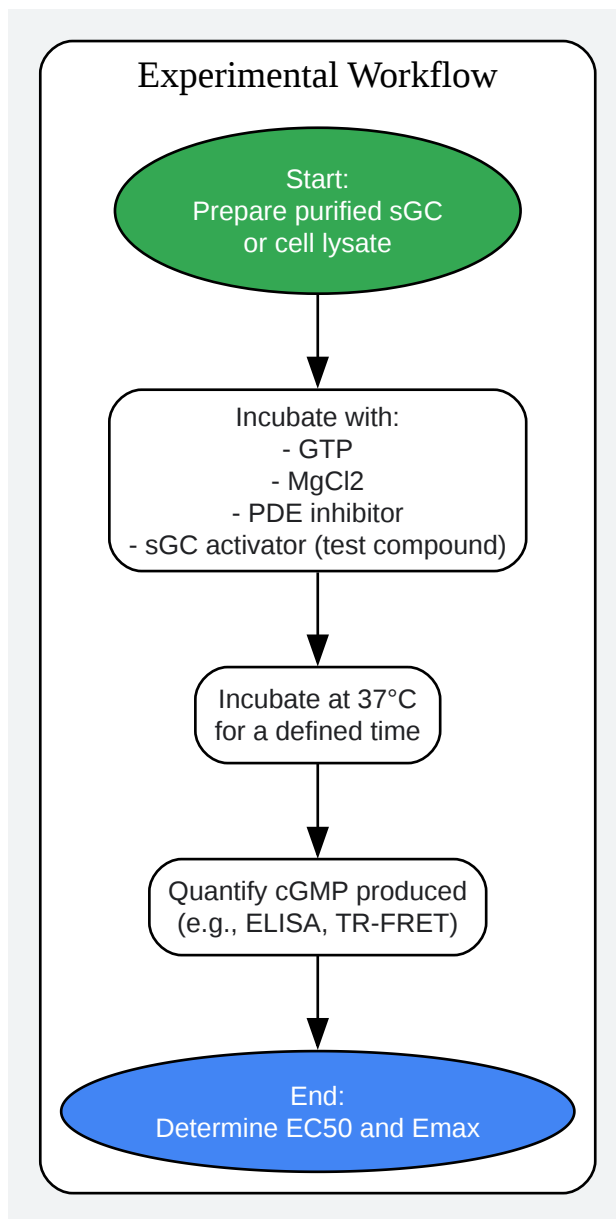 Experimental Workflow
Start:
Prepare purified sGC
or cell lysate
Incubate with:
- GTP
- MgCl2
- PDE inhibitor
- sGC activator (test compound)
Incubate at 37°C
for a defined time
Quantify cGMP produced
(e.g., ELISA, TR-FRET)
End:
Determine EC50 and Emax